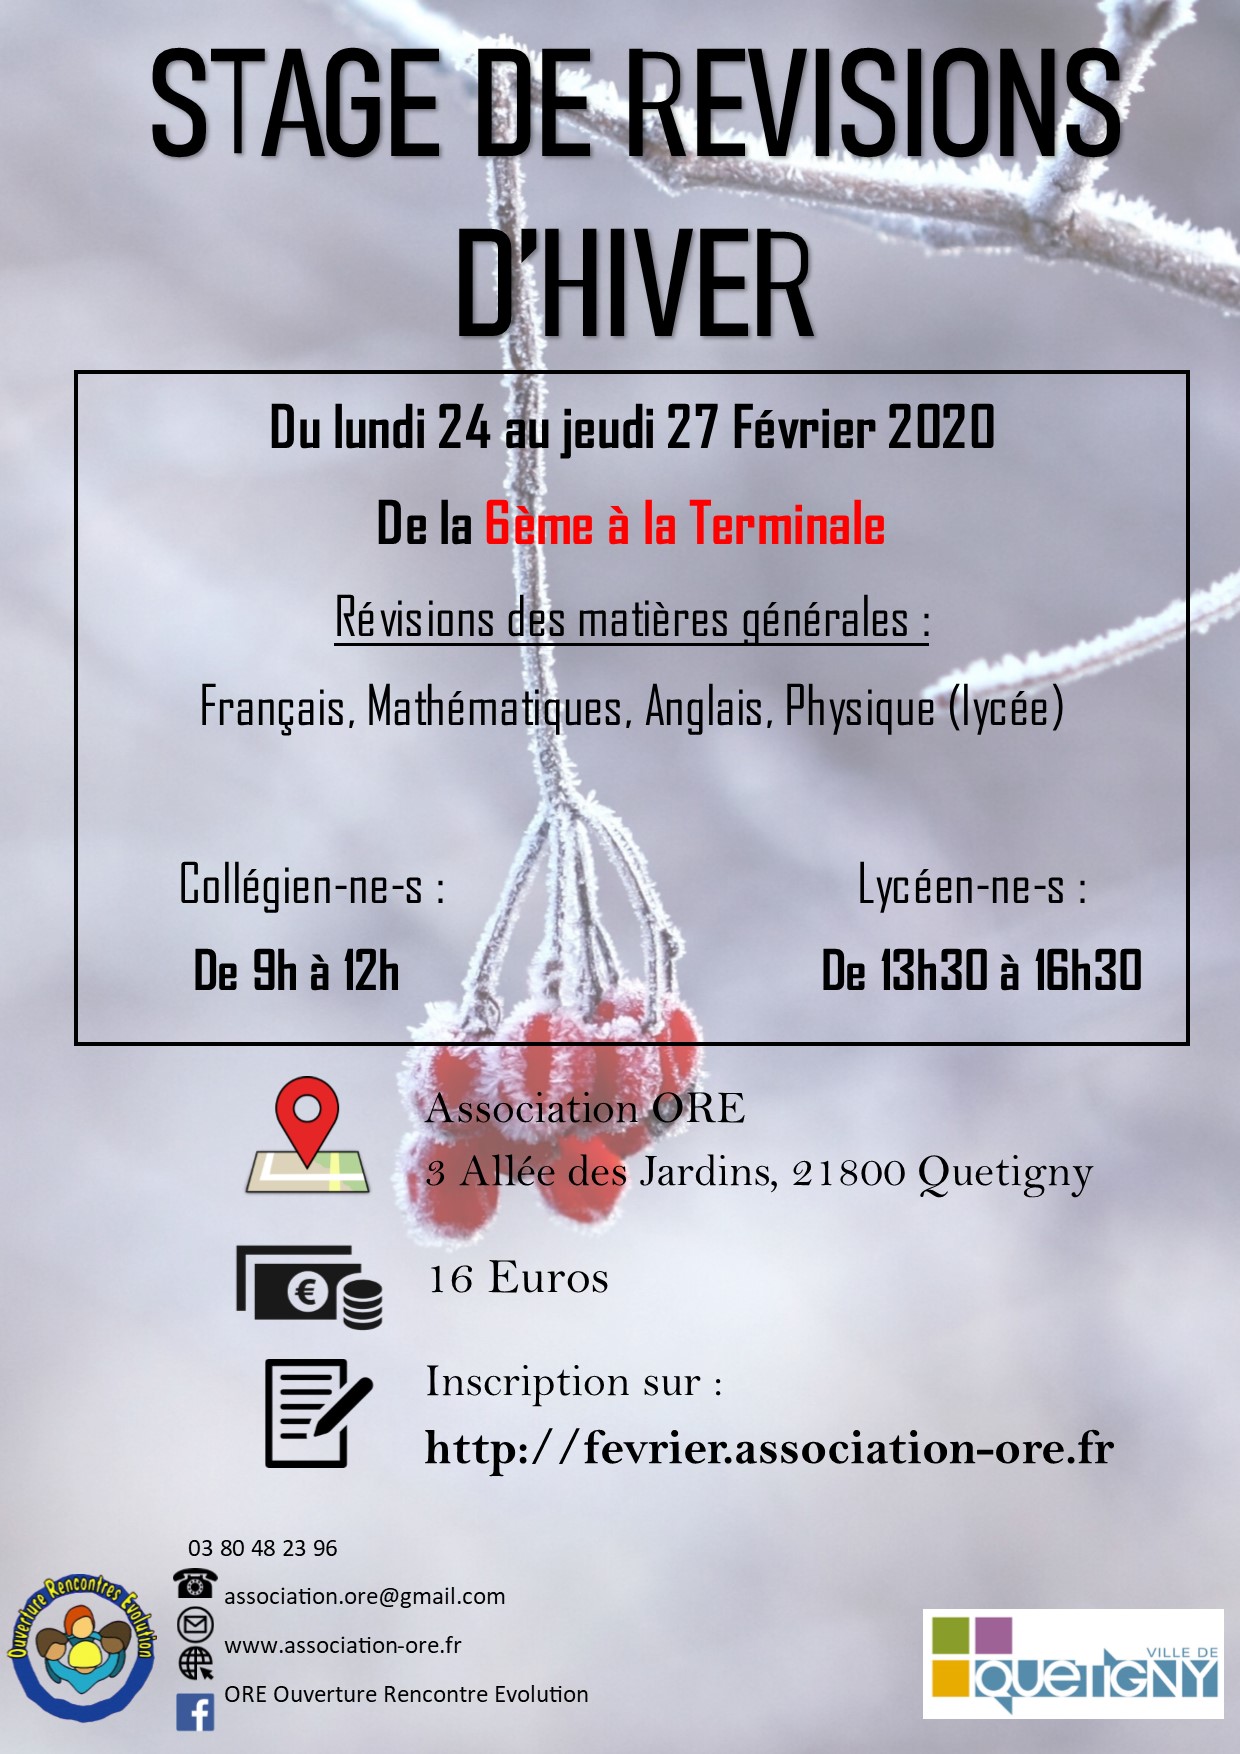 STAGE DE REVISIONS
D'HIVER
Du lundi 24 au jeudi 27 Février 2020
De la 6ème à la Terminale
Révisions des matières générales :
Français, Mathématiques, Anglais, Physique (lycée)
Collégien-ne-s :
Lycéen-ne-s :
De 9h à 12h
De 13h30 à 16h30
Association ORE
3 Allée des Jardins, 21800 Quetigny
16 Euros
Inscription sur :
http://fevrier.association-ore.fr
03 80 48 23 96
association.ore@gmail.com
www.association-ore.fr
ORE Ouverture Rencontre Evolution
Ouverture Rencontres Evolution
VILLE DE
QUETIGNY